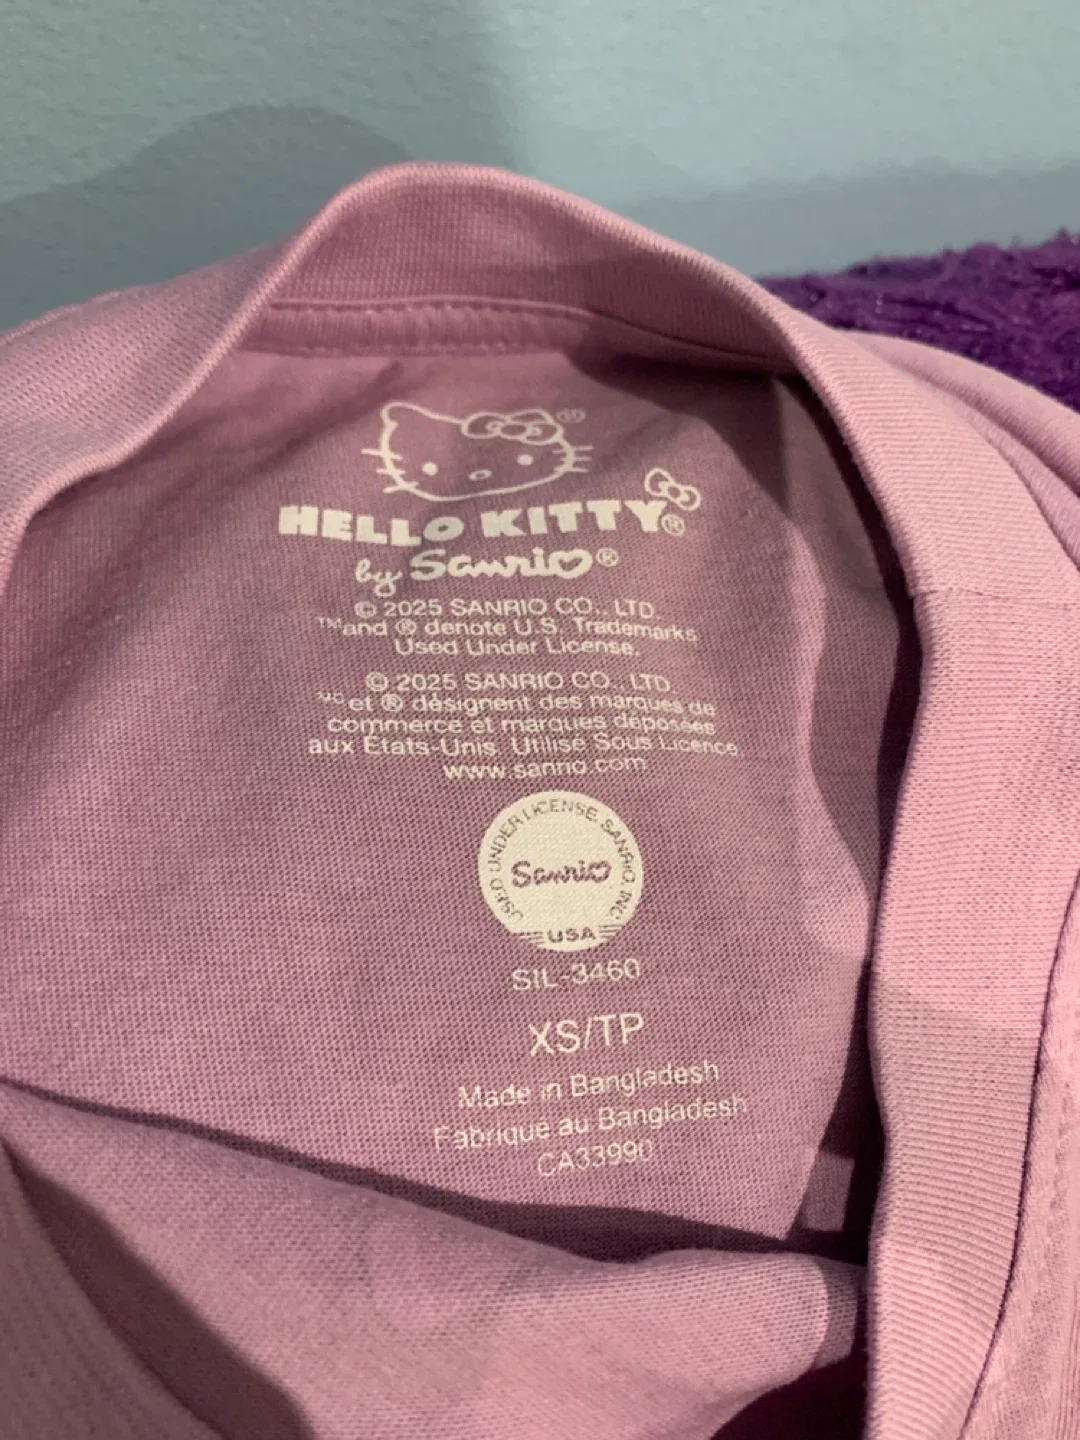 ®
HELLO KITTY®
by Sanrio®
© 2025 SANRIO CO., LTD.
™and ® denote U.S. Trademarks
Used Under License.
© 2025 SANRIO CO., LTD.
MC et ® désignent des marques de
commerce et marques déposées
aux États-Unis. Utilisé Sous Licence.
www.sanrio.com
USED UNDER LICENSE. SANRIO, INC.
Sanrio
USA
SIL-3460
XS/TP
Made in Bangladesh
Fabriqué au Bangladesh
CA33990